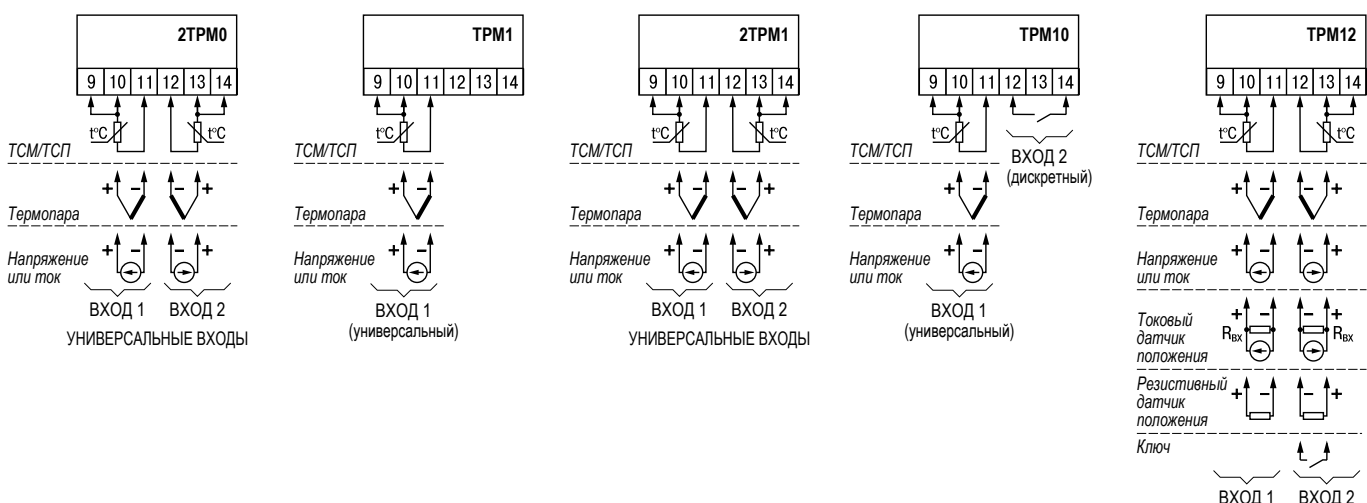 2ТРМ0
9 10 11 12 13 14
t°C t°C
ТСМ/ТСП
+ – – +
Термопара
+ – – +
Напряжение
или ток
ВХОД 1 ВХОД 2
УНИВЕРСАЛЬНЫЕ ВХОДЫ
ТРМ1
9 10 11 12 13 14
t°C
ТСМ/ТСП
+ –
Термопара
+ –
Напряжение
или ток
ВХОД 1
(универсальный)
2ТРМ1
9 10 11 12 13 14
t°C t°C
ТСМ/ТСП
+ – – +
Термопара
+ – – +
Напряжение
или ток
ВХОД 1 ВХОД 2
УНИВЕРСАЛЬНЫЕ ВХОДЫ
ТРМ10
9 10 11 12 13 14
t°C
ТСМ/ТСП
ВХОД 2
(дискретный)
+ –
Термопара
+ –
Напряжение
или ток
ВХОД 1
(универсальный)
ТРМ12
9 10 11 12 13 14
t°C t°C
ТСМ/ТСП
+ – – +
Термопара
+ – – +
Напряжение
или ток
+ – – +
Токовый
датчик
положения
Rвх Rвх
Резистивный
датчик
положения
+ – – +
Ключ
ВХОД 1 ВХОД 2